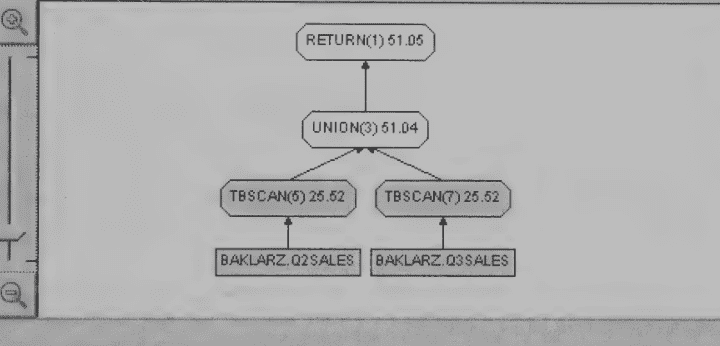 RETURN(1) 51.05
UNION(3) 51.04
TBSCAN(5) 25.52 TBSCAN(7) 25.52
BAKLARZ.Q2SALES BAKLARZ.Q3SALES